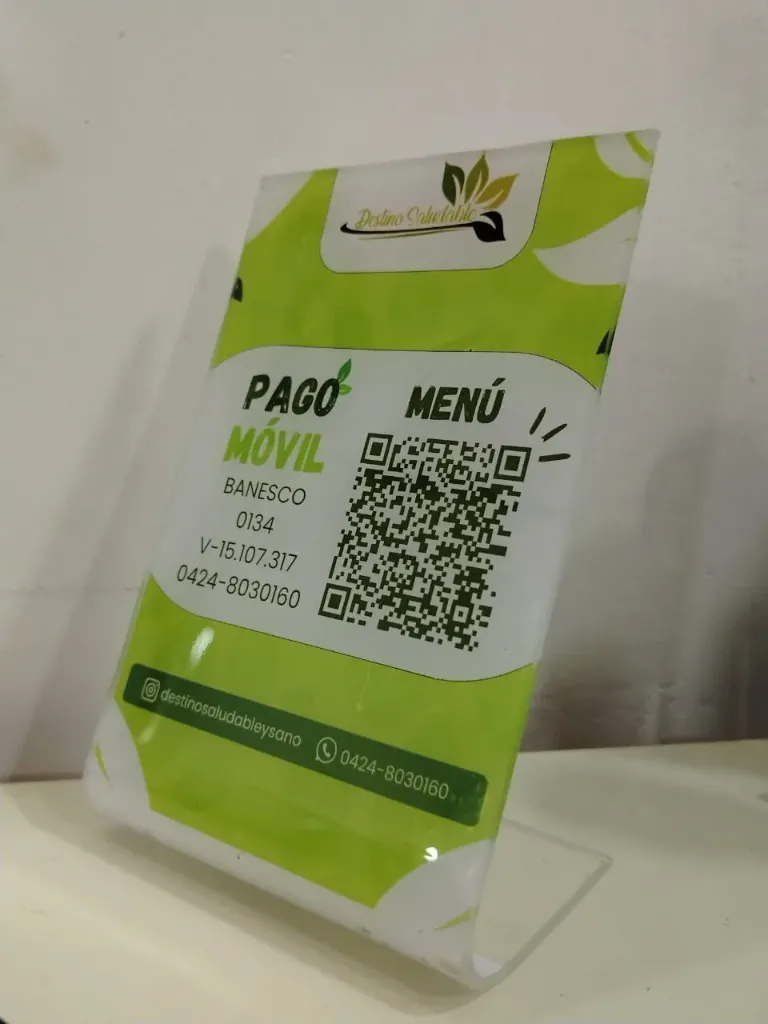 Destino Saludable
PAGO
MÓVIL
BANESCO
0134
V-15.107.317
0424-8030160
MENÚ
destinosaludableysano 0424-8030160